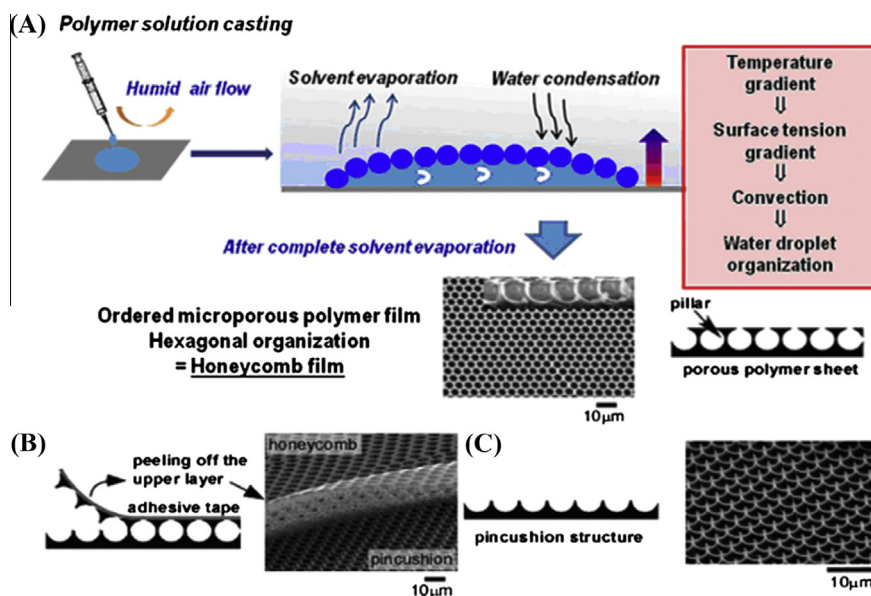 (A) Polymer solution casting
Humid air flow
Solvent evaporation
Water condensation
Temperature
gradient
⇓
Surface tension
gradient
⇓
Convection
⇓
Water droplet
organization
After complete solvent evaporation
Ordered microporous polymer film
Hexagonal organization
= Honeycomb film
10μm
pillar
porous polymer sheet
(B)
peeling off the
upper layer
adhesive tape
honeycomb
pincushion
10μm
(C)
pincushion structure
10μm